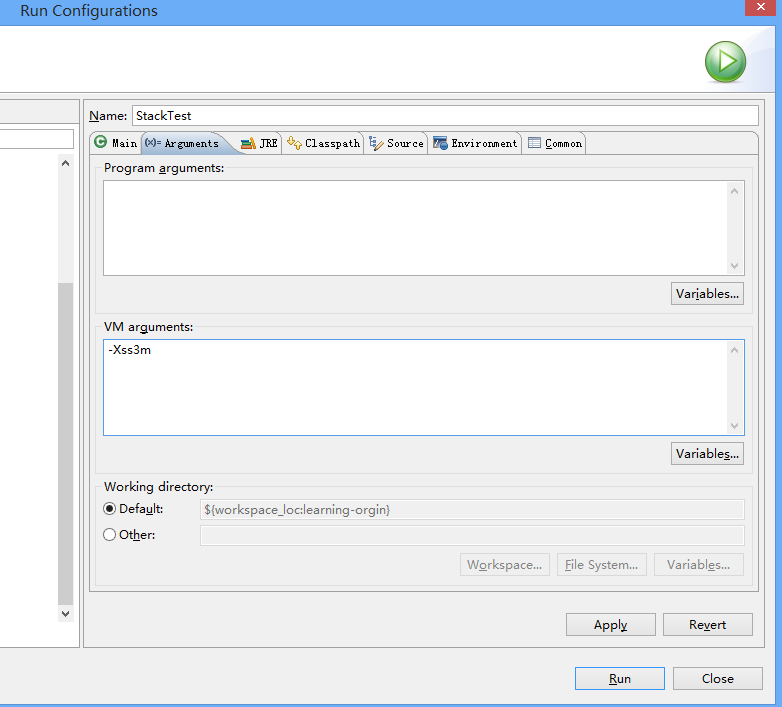 Run Configurations
Name: StackTest
Main (x)= Arguments JRE Classpath Source Environment Common
Program arguments:
Variables...
VM arguments:
-Xss3m
Variables...
Working directory:
Default: ${workspace_loc:learning-orgin}
Other:
Workspace... File System... Variables...
Apply Revert
Run Close